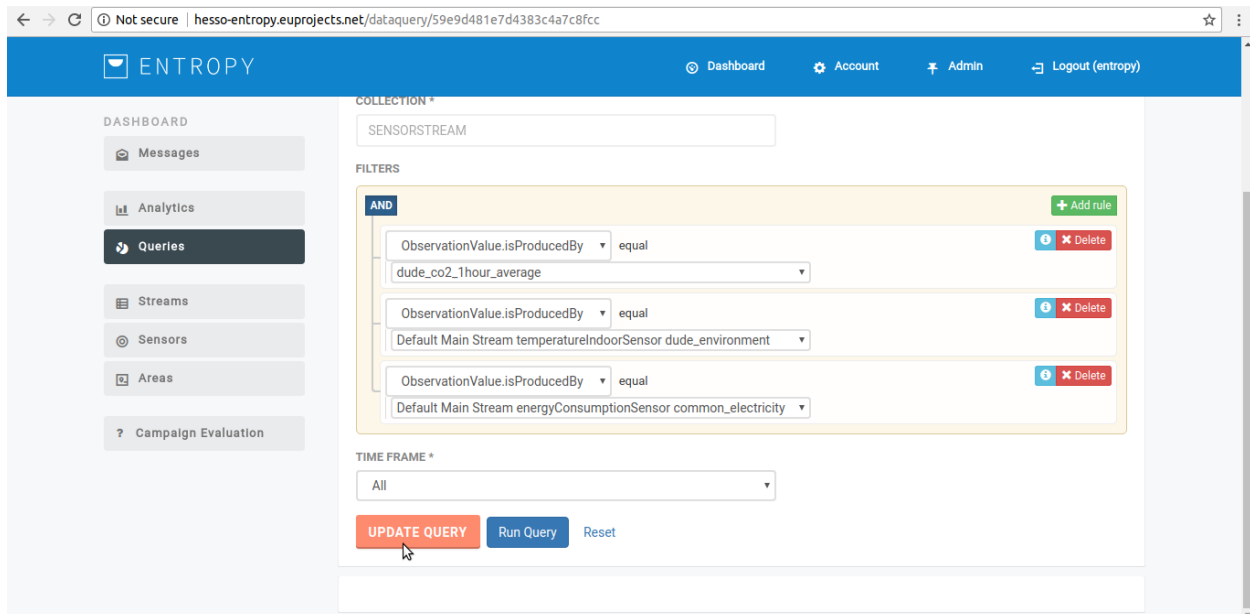 Not secure | hesso-entropy.euprojects.net/dataquery/59e9d481e7d4383c4a7c8fcc
ENTROPY
Dashboard
Account
Admin
Logout (entropy)
DASHBOARD
Messages
Analytics
Queries
Streams
Sensors
Areas
? Campaign Evaluation
COLLECTION *
SENSORSTREAM
FILTERS
AND
+ Add rule
ObservationValue.isProducedBy equal
Delete
dude_co2_1hour_average
ObservationValue.isProducedBy equal
Delete
Default Main Stream temperatureIndoorSensor dude_environment
ObservationValue.isProducedBy equal
Delete
Default Main Stream energyConsumptionSensor common_electricity
TIME FRAME *
All
UPDATE QUERY Run Query Reset